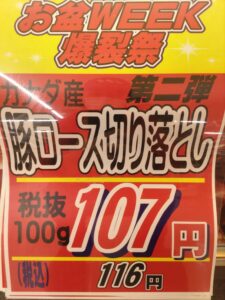 お盆WEEK
爆裂祭
カナダ産 第二弾
豚ロース切り落とし
税抜
100g 107円
(税込) 116円